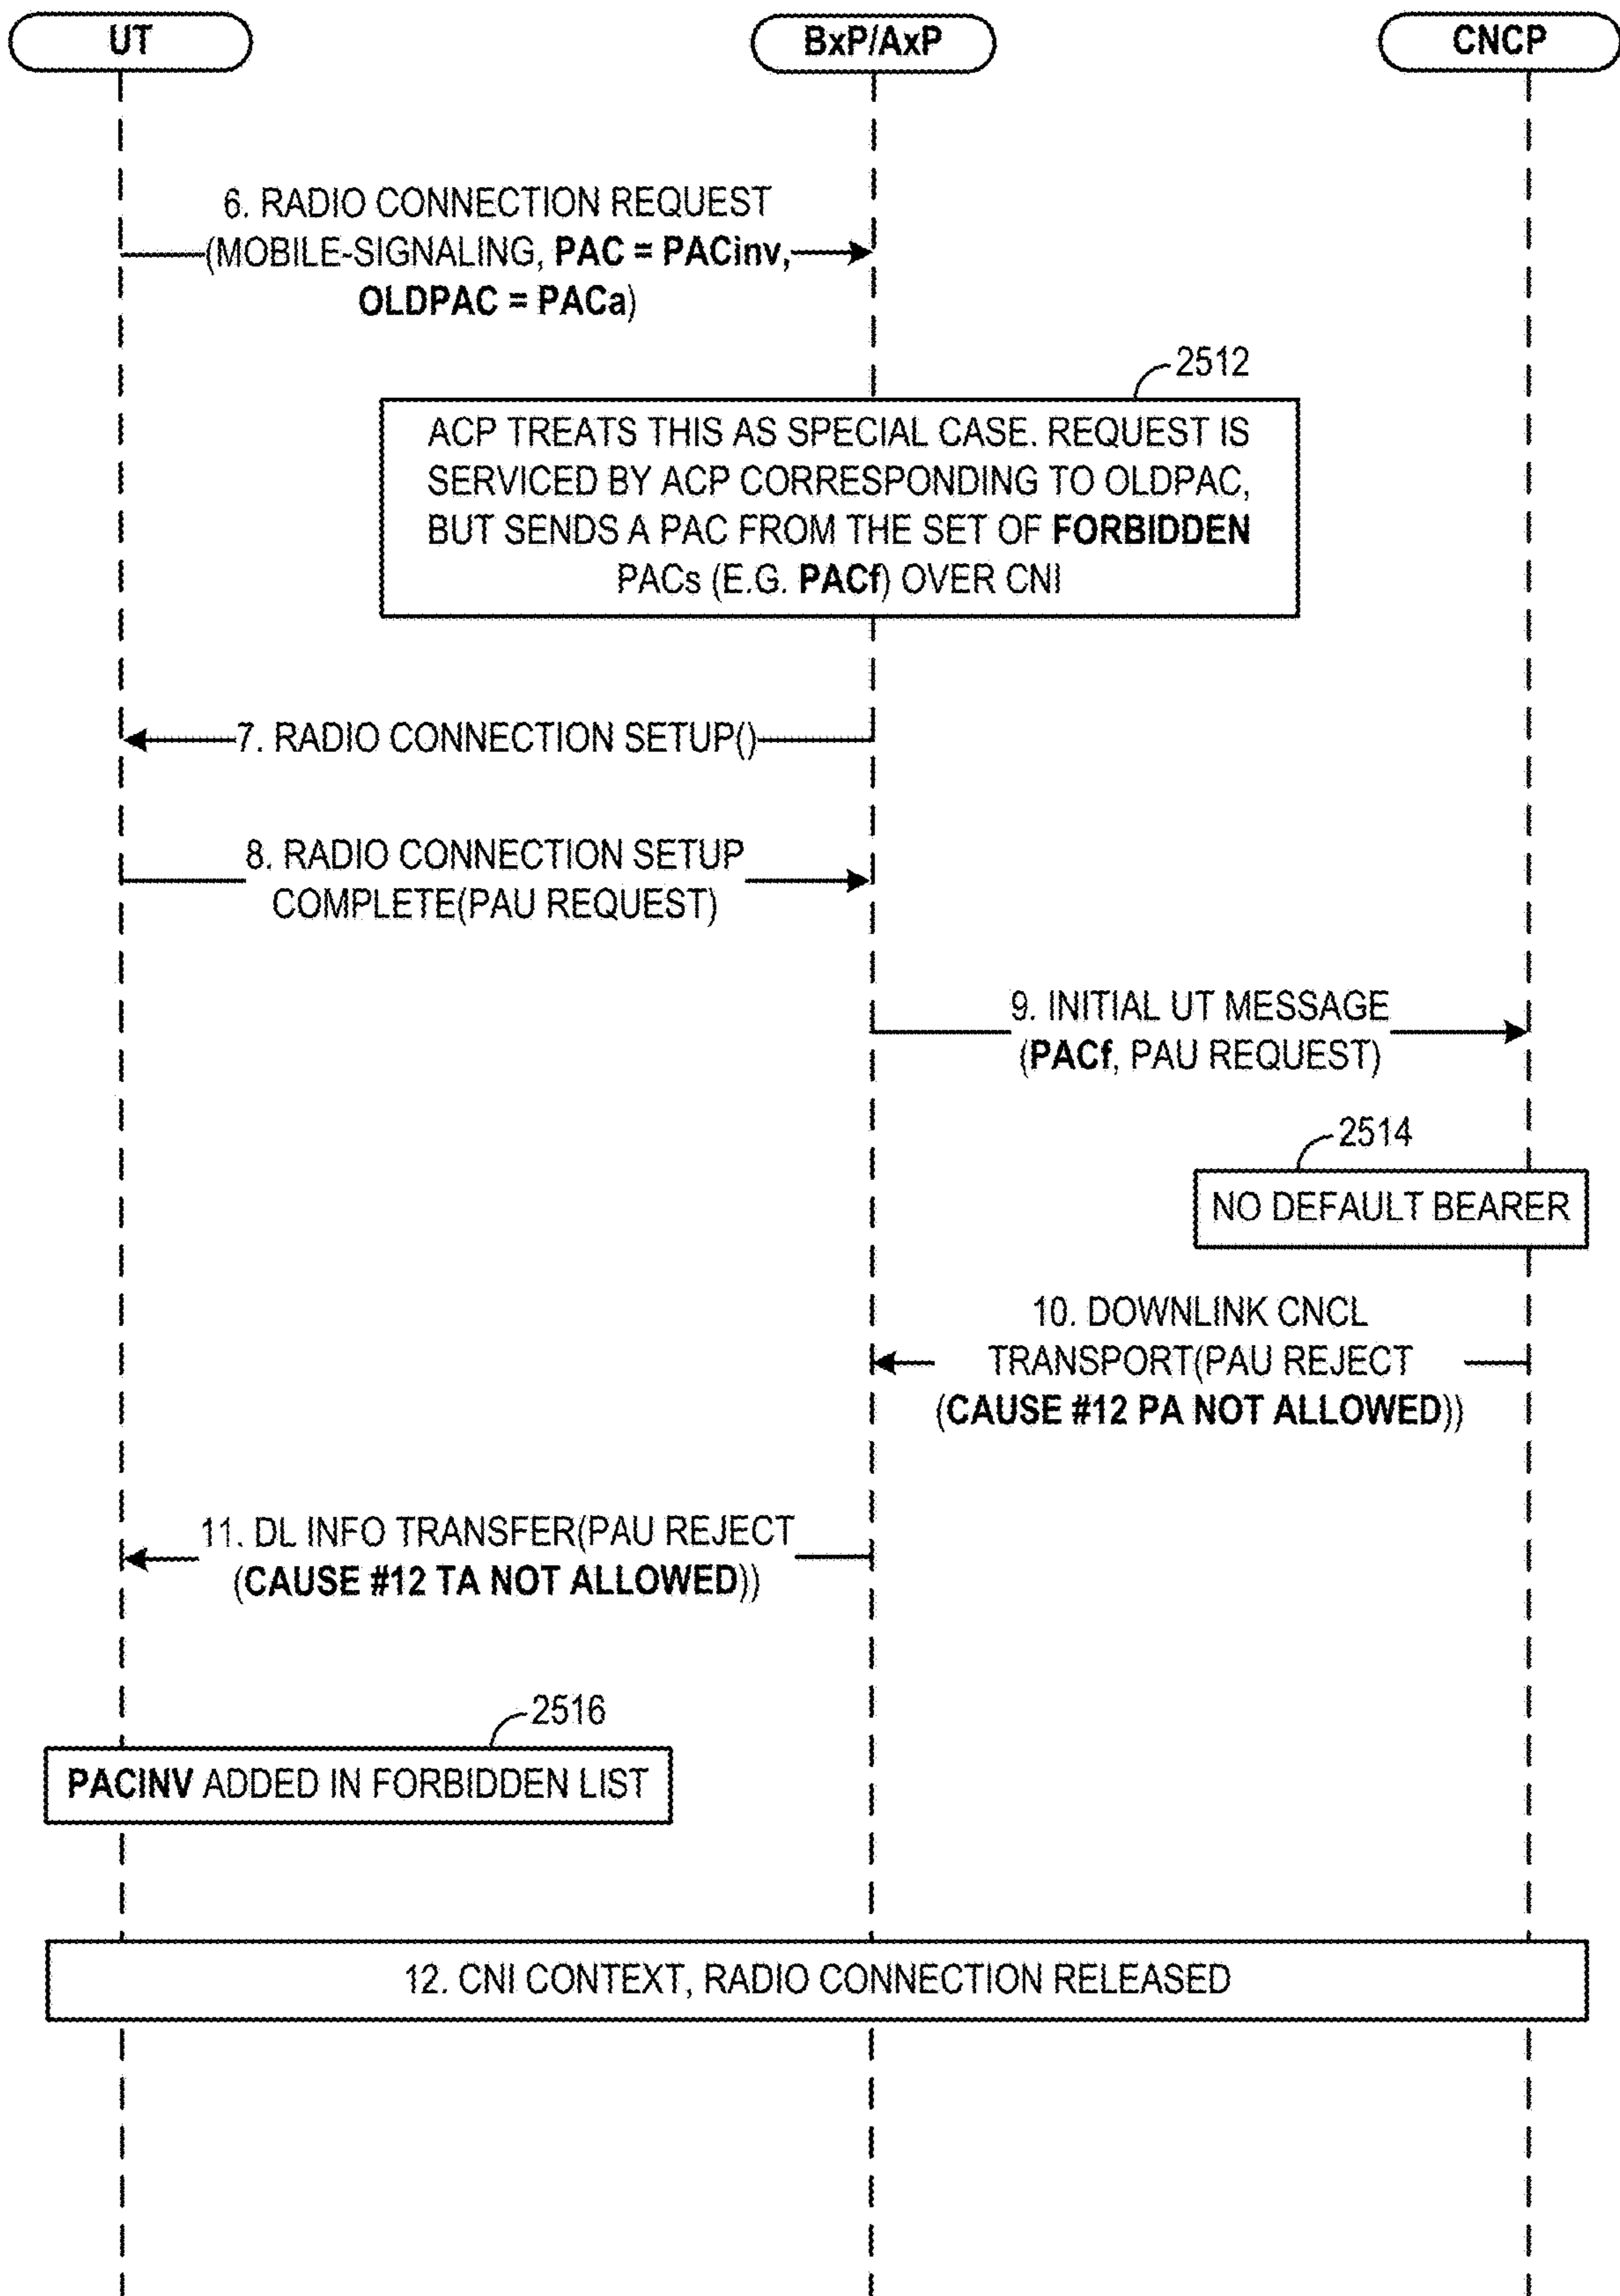 UT
BxP/AxP
CNCP
6. RADIO CONNECTION REQUEST
(MOBILE-SIGNALING, PAC = PACinv,
OLDPAC = PACa)
2512
ACP TREATS THIS AS SPECIAL CASE. REQUEST IS
SERVICED BY ACP CORRESPONDING TO OLDPAC,
BUT SENDS A PAC FROM THE SET OF FORBIDDEN
PACs (E.G. PACf) OVER CNI
7. RADIO CONNECTION SETUP()
8. RADIO CONNECTION SETUP
COMPLETE(PAU REQUEST)
9. INITIAL UT MESSAGE
(PACf, PAU REQUEST)
2514
NO DEFAULT BEARER
10. DOWNLINK CNCL
TRANSPORT(PAU REJECT
(CAUSE #12 PA NOT ALLOWED))
11. DL INFO TRANSFER(PAU REJECT
(CAUSE #12 TA NOT ALLOWED))
2516
PACINV ADDED IN FORBIDDEN LIST
12. CNI CONTEXT, RADIO CONNECTION RELEASED